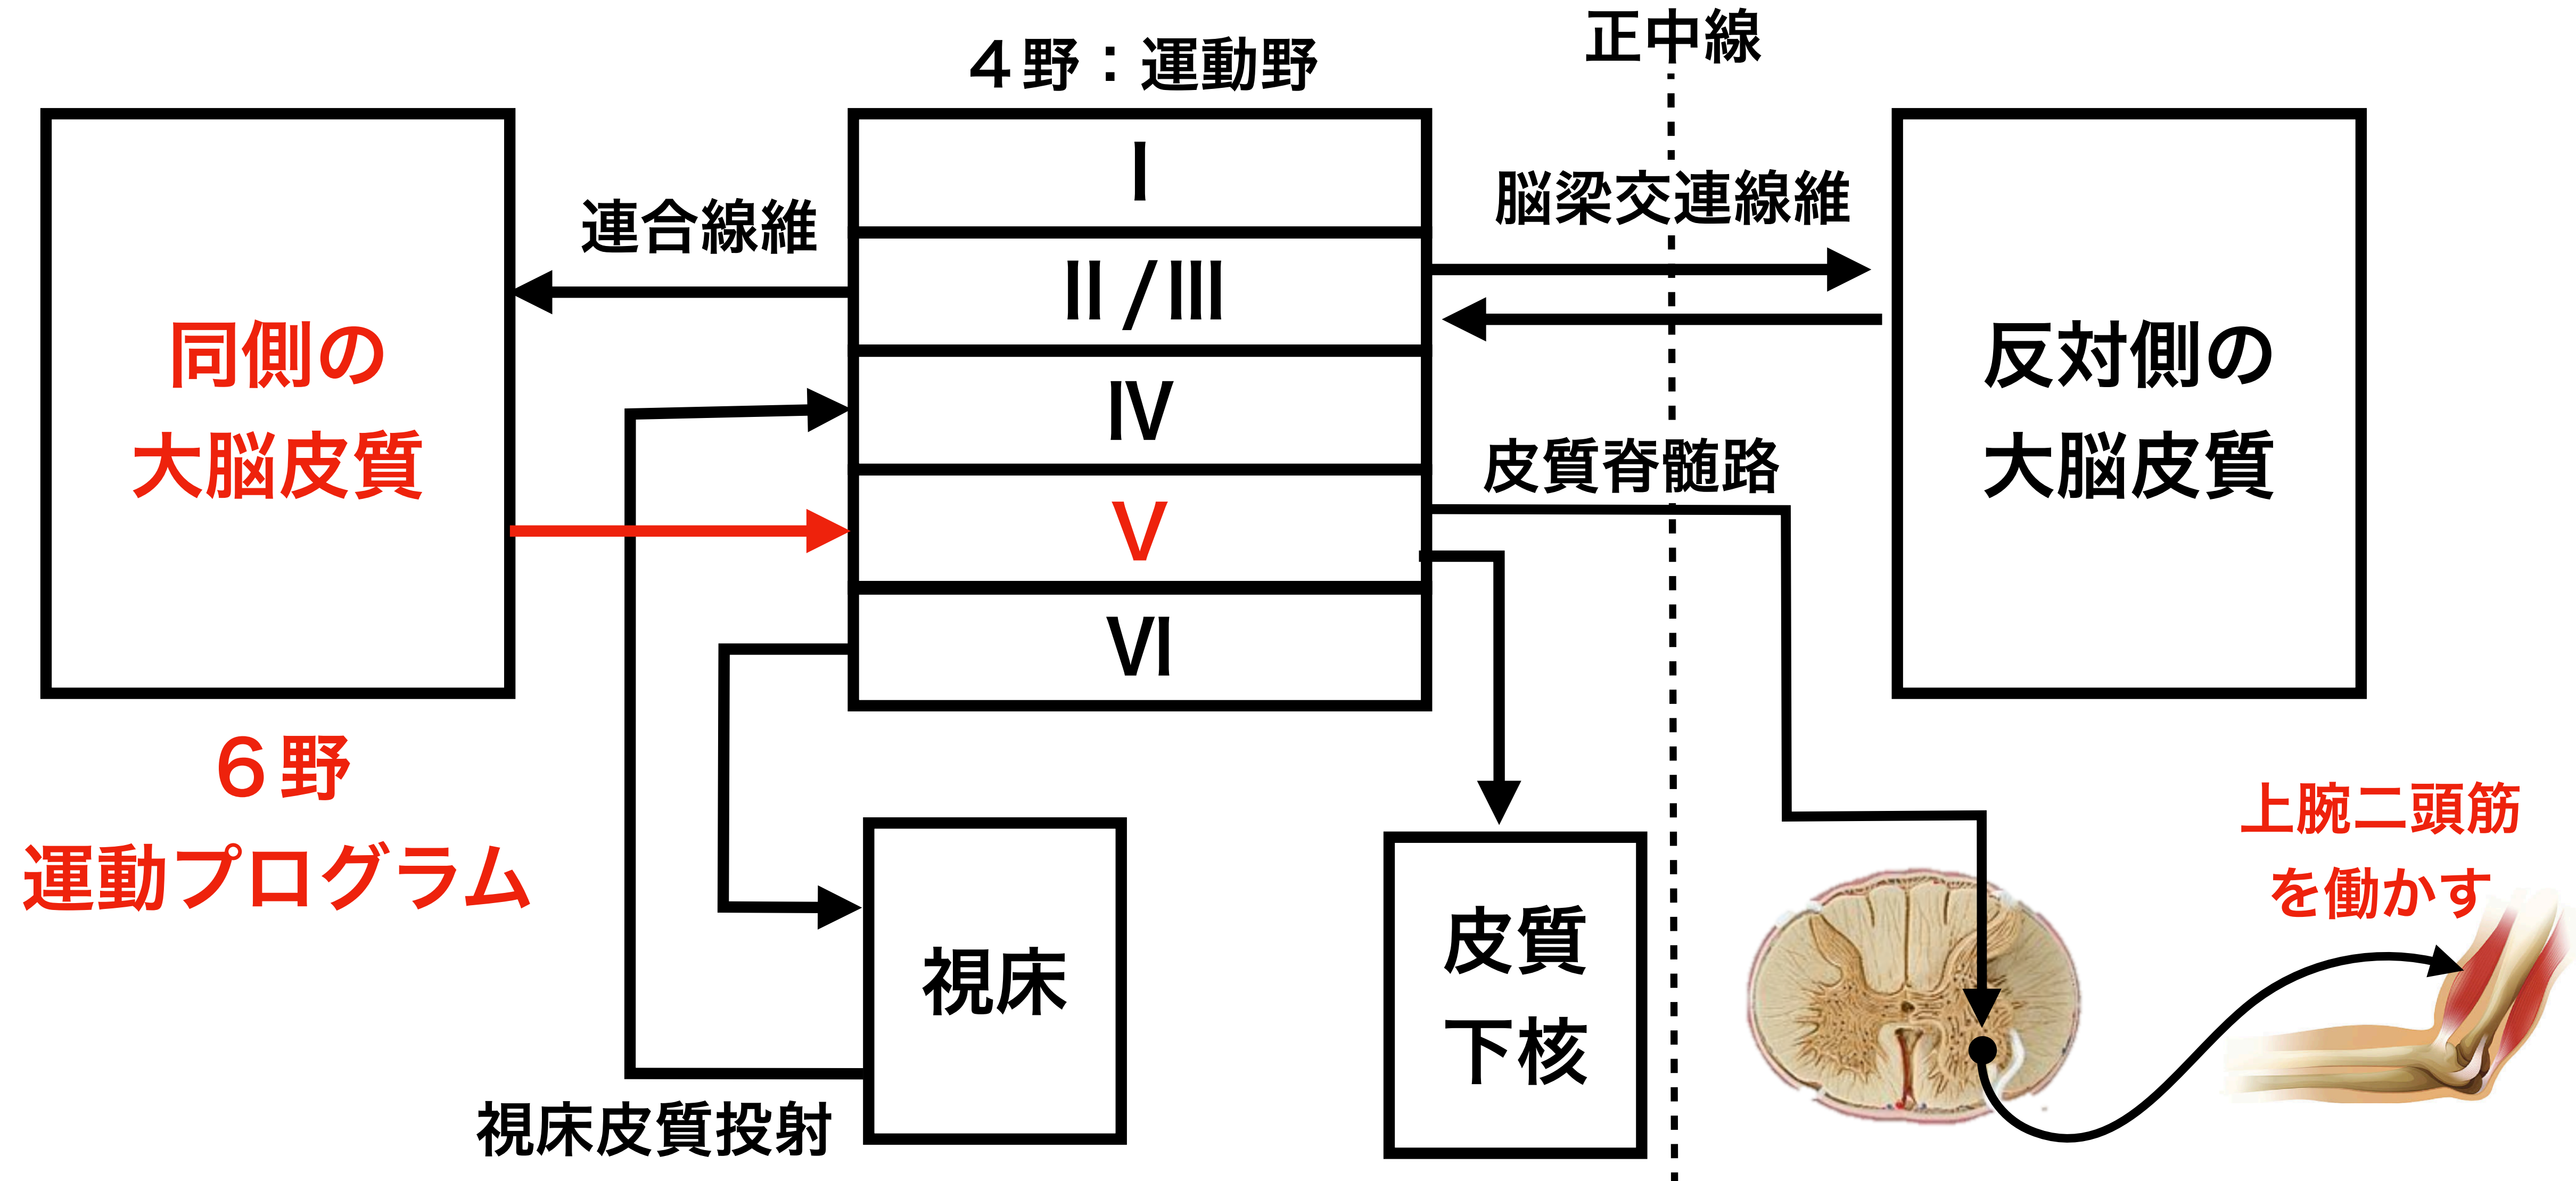 正中線
４野：運動野
Ⅰ
脳梁交連線維
連合線維
Ⅱ/Ⅲ
同側の
大脳皮質
反対側の
大脳皮質
Ⅳ
皮質脊髄路
Ⅴ
Ⅵ
６野
運動プログラム
上腕二頭筋
を働かす
視床
皮質
下核
視床皮質投射